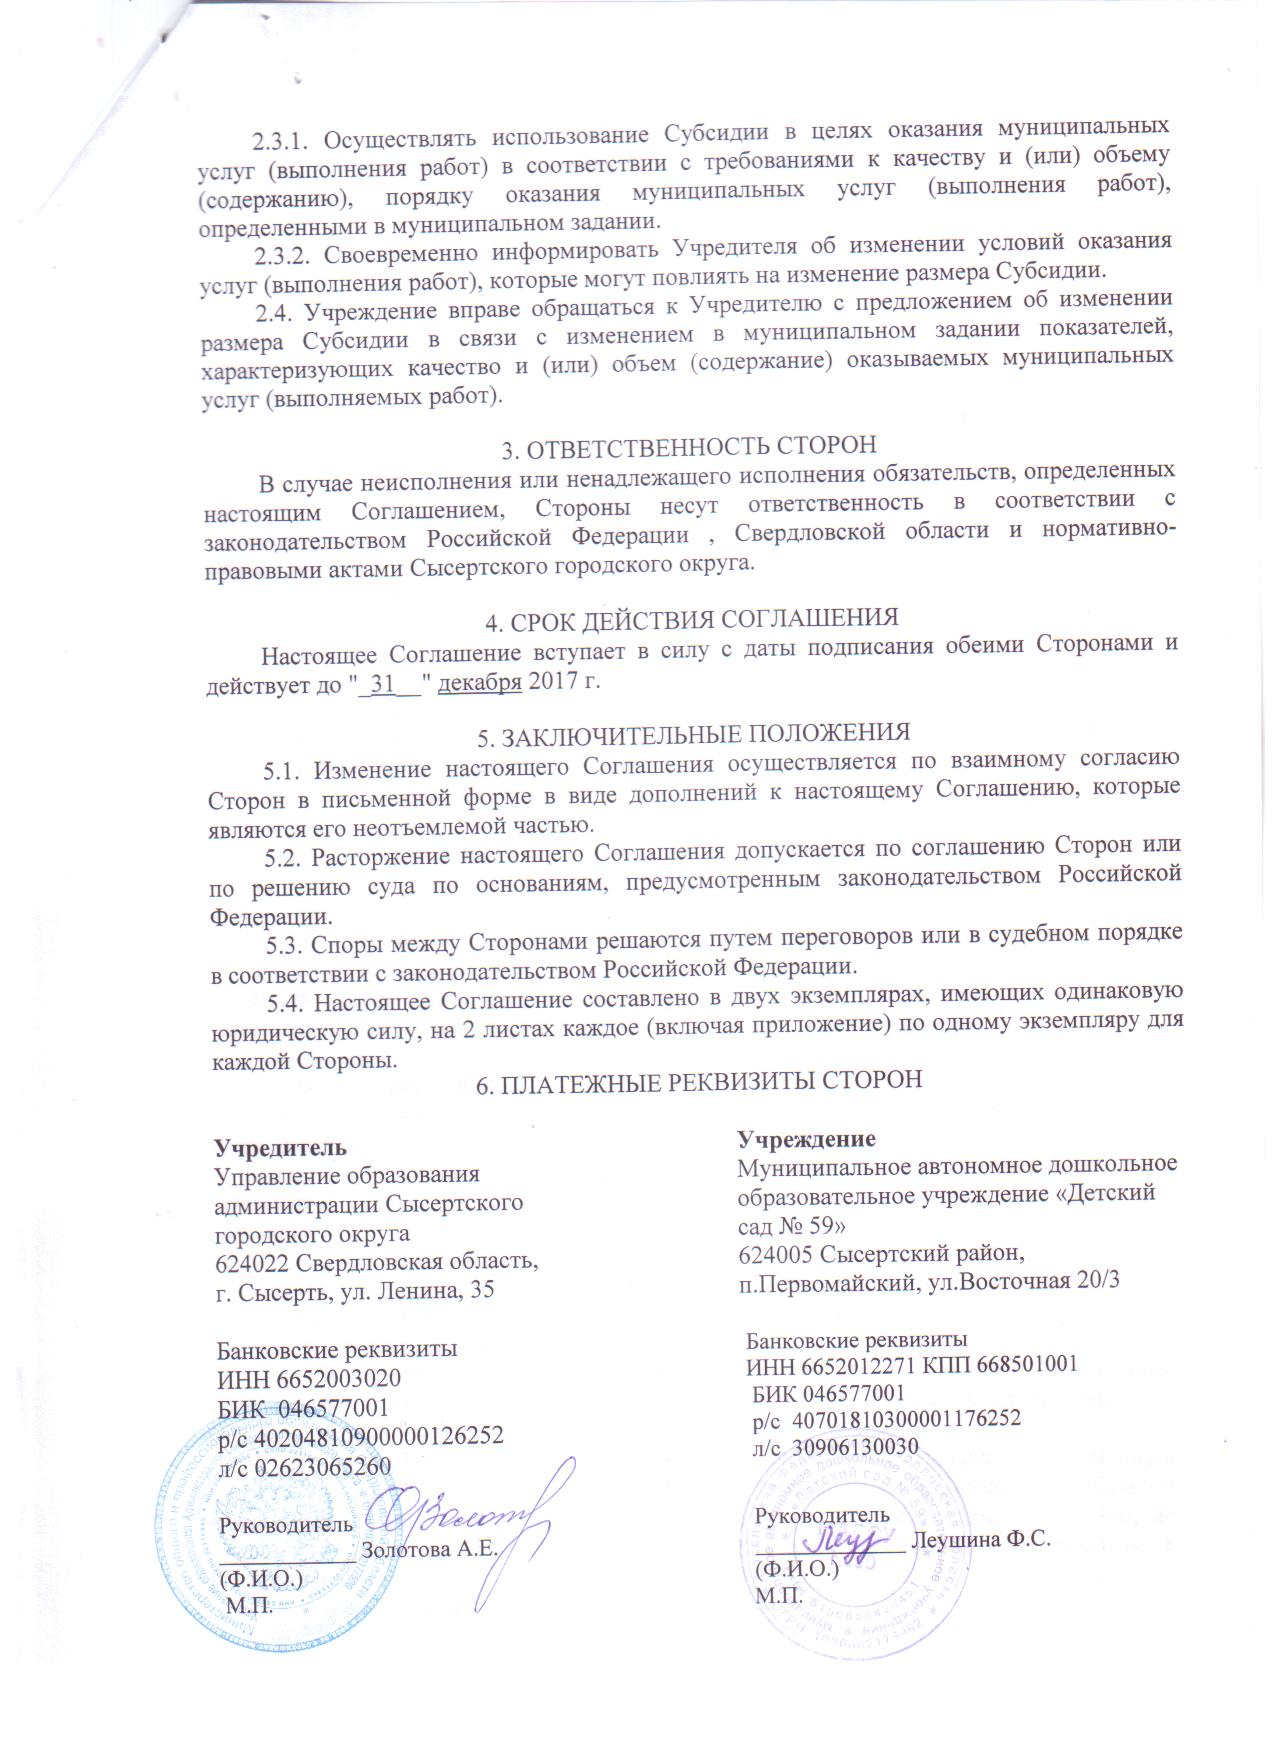 2.3.1. Осуществлять использование Субсидии в целях оказания муниципальных
услуг (выполнения работ) в соответствии с требованиями к качеству и (или) объему
(содержанию), порядку оказания муниципальных услуг (выполнения работ),
определенными в муниципальном задании.
2.3.2. Своевременно информировать Учредителя об изменении условий оказания
услуг (выполнения работ), которые могут повлиять на изменение размера Субсидии.
2.4. Учреждение вправе обращаться к Учредителю с предложением об изменении
размера Субсидии в связи с изменением в муниципальном задании показателей,
характеризующих качество и (или) объем (содержание) оказываемых муниципальных
услуг (выполняемых работ).
3. ОТВЕТСТВЕННОСТЬ СТОРОН
В случае неисполнения или ненадлежащего исполнения обязательств, определенных
настоящим Соглашением, Стороны несут ответственность в соответствии с
законодательством Российской Федерации , Свердловской области и нормативно-
правовыми актами Сысертского городского округа.
4. СРОК ДЕЙСТВИЯ СОГЛАШЕНИЯ
Настоящее Соглашение вступает в силу с даты подписания обеими Сторонами и
действует до "_31__" декабря 2017 г.
5. ЗАКЛЮЧИТЕЛЬНЫЕ ПОЛОЖЕНИЯ
5.1. Изменение настоящего Соглашения осуществляется по взаимному согласию
Сторон в письменной форме в виде дополнений к настоящему Соглашению, которые
являются его неотъемлемой частью.
5.2. Расторжение настоящего Соглашения допускается по соглашению Сторон или
по решению суда по основаниям, предусмотренным законодательством Российской
Федерации.
5.3. Споры между Сторонами решаются путем переговоров или в судебном порядке
в соответствии с законодательством Российской Федерации.
5.4. Настоящее Соглашение составлено в двух экземплярах, имеющих одинаковую
юридическую силу, на 2 листах каждое (включая приложение) по одному экземпляру для
каждой Стороны.
6. ПЛАТЕЖНЫЕ РЕКВИЗИТЫ СТОРОН
Учредитель
Управление образования
администрации Сысертского
городского округа
624022 Свердловская область,
г. Сысерть, ул. Ленина, 35
Банковские реквизиты
ИНН 6652003020
БИК 046577001
р/с 40204810900000126252
л/с 02623065260
Руководитель
____________ Золотова А.Е.
(Ф.И.О.)
М.П.
Учреждение
Муниципальное автономное дошкольное
образовательное учреждение «Детский
сад № 59»
624005 Сысертский район,
п.Первомайский, ул.Восточная 20/3
Банковские реквизиты
ИНН 6652012271 КПП 668501001
БИК 046577001
р/с 40701810300001176252
л/с 30906130030
Руководитель
_____________ Леушина Ф.С.
(Ф.И.О.)
М.П.